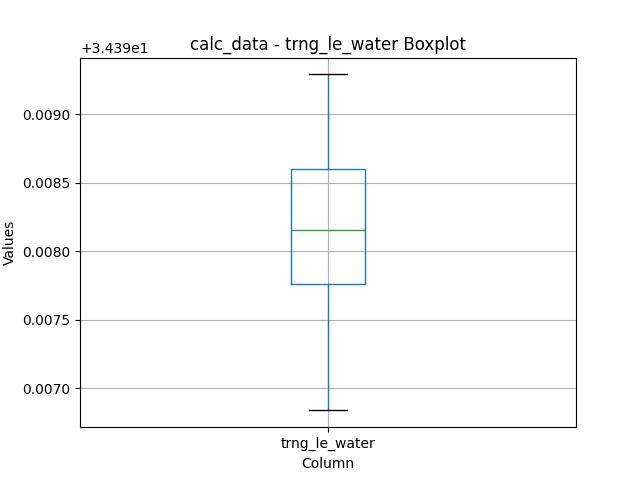 calc_data - trng_le_water Boxplot
+3.439e1
0.0090
0.0085
0.0080
0.0075
0.0070
Values
trng_le_water
Column